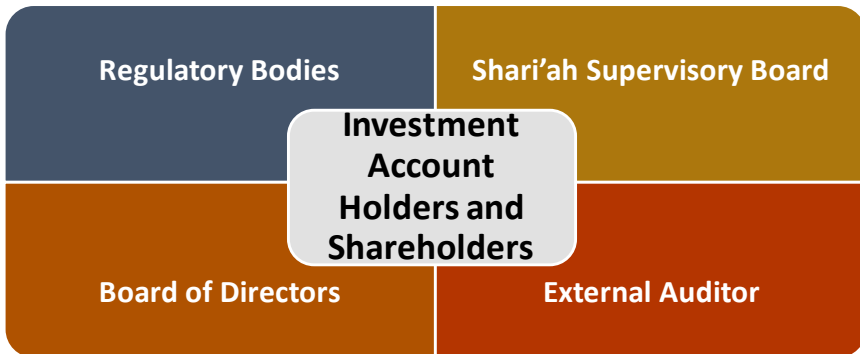 Regulatory Bodies
Shari’ah Supervisory Board
Investment
Account
Holders and
Shareholders
Board of Directors
External Auditor